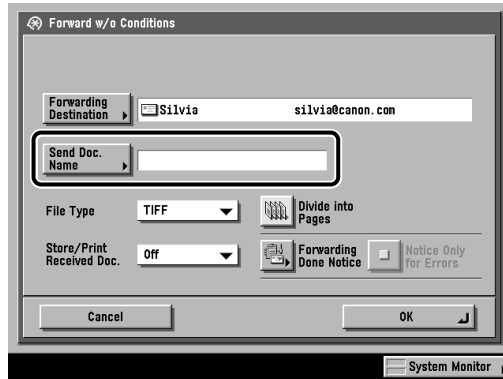 Forward w/o Conditions
Forwarding
Destination
Silvia silvia@canon.com
Send Doc.
Name
File Type
TIFF
Divide into
Pages
Store/Print
Received Doc.
Off
Forwarding
Done Notice
Notice Only
for Errors
Cancel
OK
System Monitor